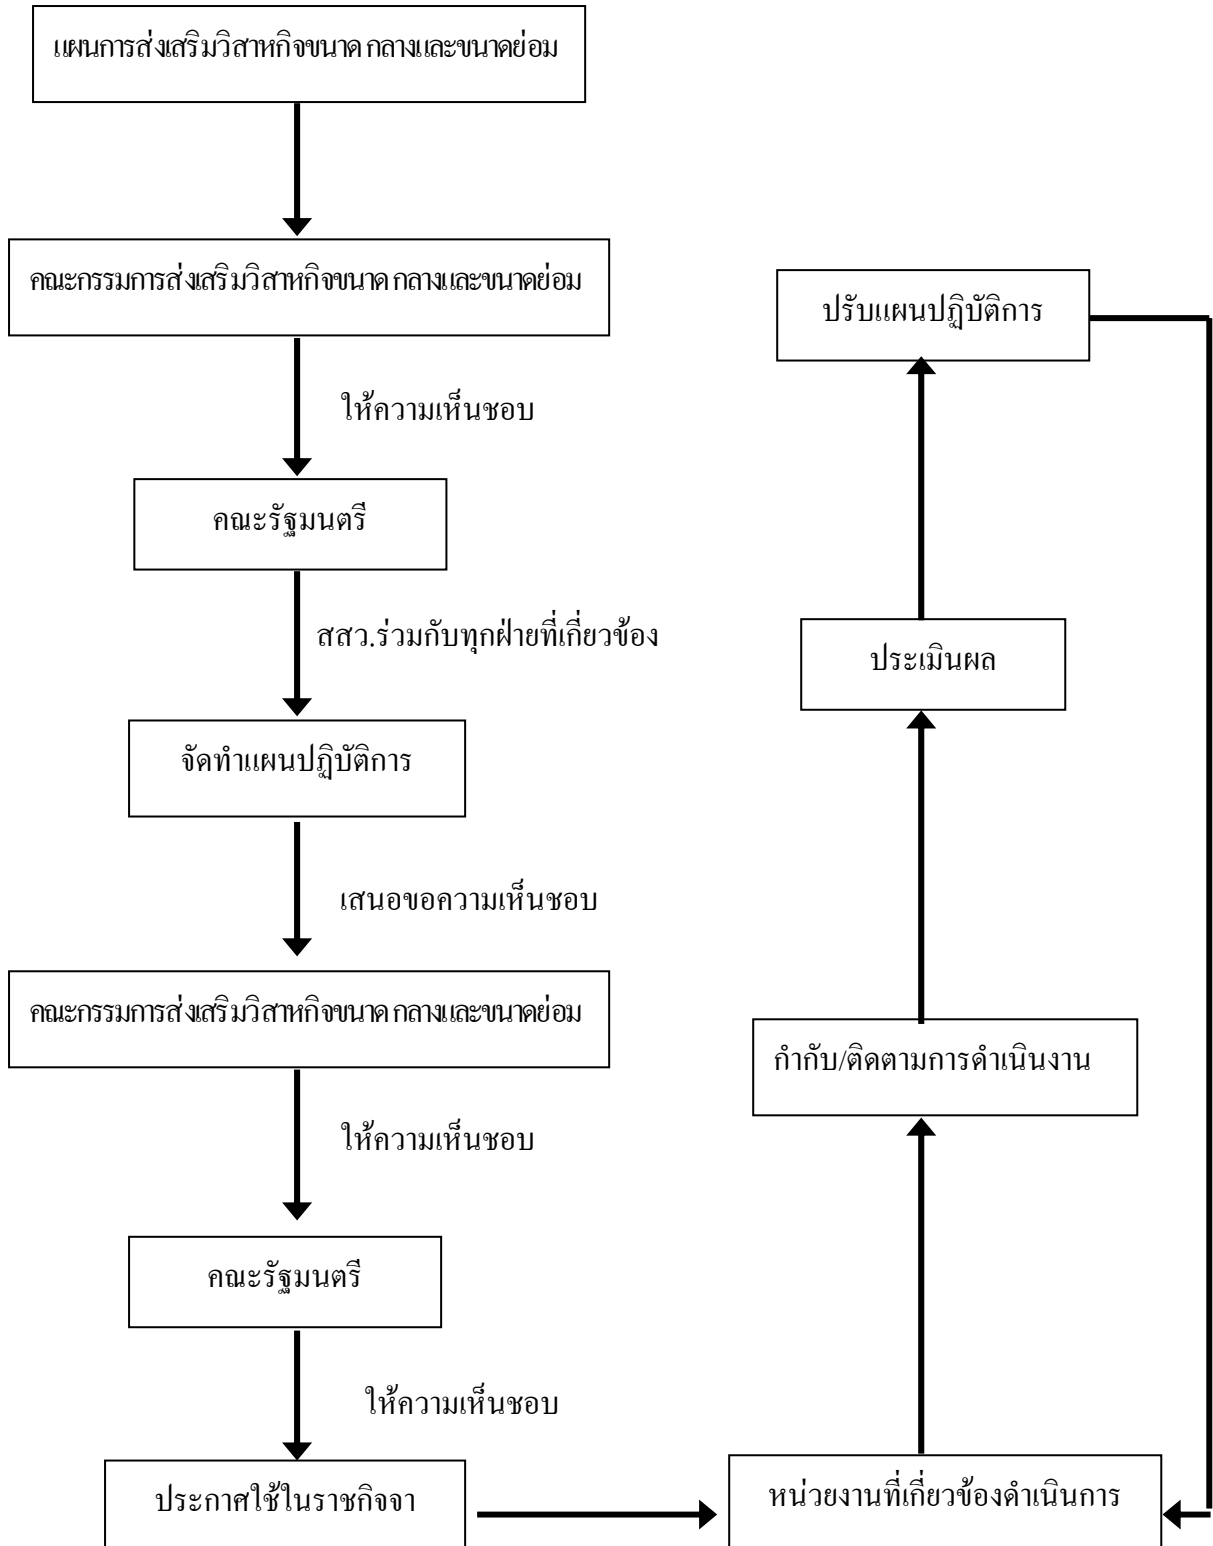 แผนการส่งเสริมวิสาหกิจขนาด กลางและขนาดย่อม
คณะกรรมการส่งเสริมวิสาหกิจขนาด กลางและขนาดย่อม
ให้ความเห็นชอบ
คณะรัฐมนตรี
สสว.ร่วมกับทุกฝ่ายที่เกี่ยวข้อง
จัดทำแผนปฏิบัติการ
เสนอขอความเห็นชอบ
คณะกรรมการส่งเสริมวิสาหกิจขนาด กลางและขนาดย่อม
ให้ความเห็นชอบ
คณะรัฐมนตรี
ให้ความเห็นชอบ
ประกาศใช้ในราชกิจจา
หน่วยงานที่เกี่ยวข้องดำเนินการ
กำกับ/ติดตามการดำเนินงาน
ประเมินผล
ปรับแผนปฏิบัติการ